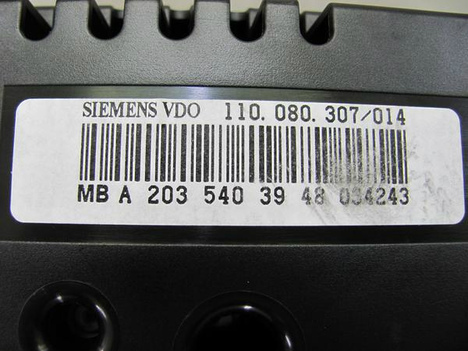 SIEMENS VDO 110.080.307/014
MB A 203 540 39 48 034243